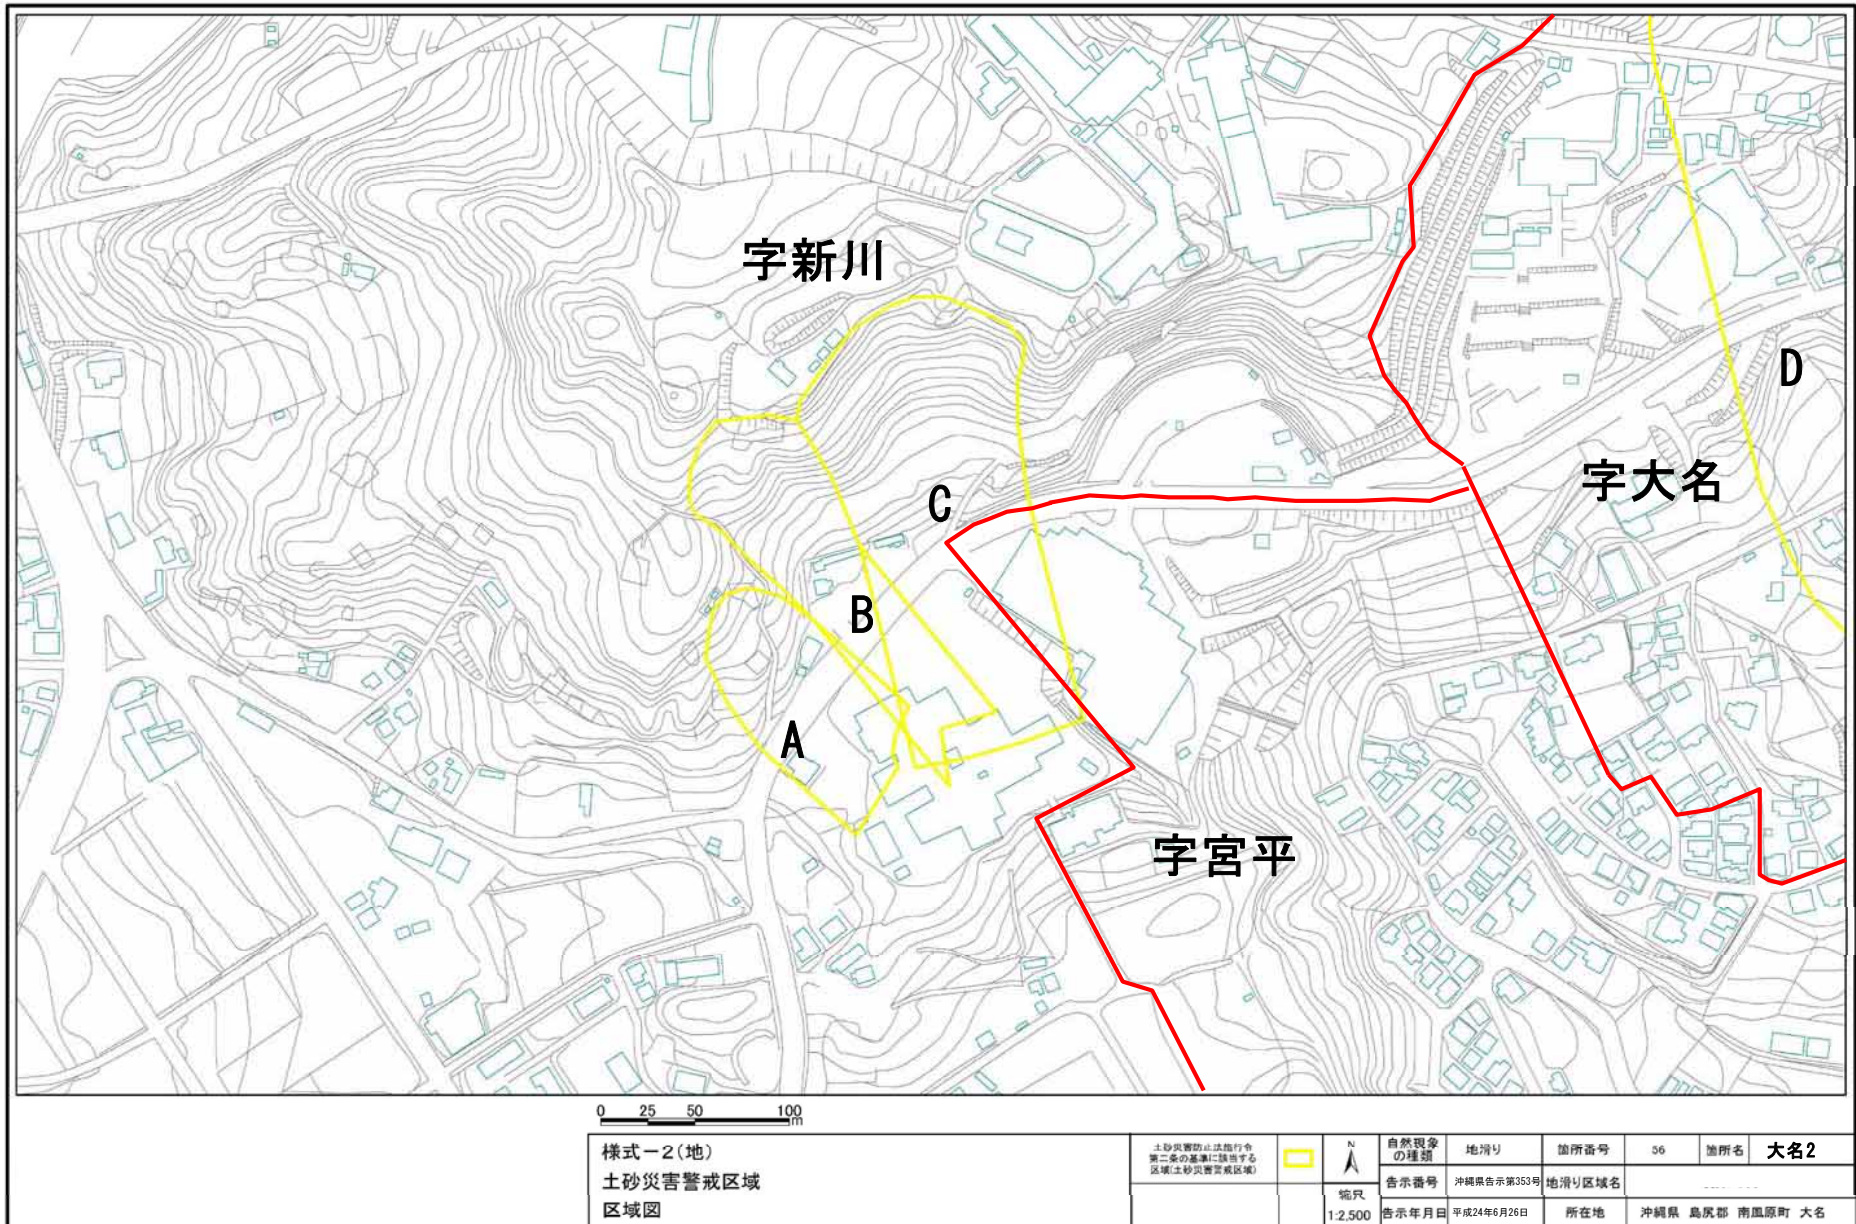 字新川
D
字大名
C
B
A
字宮平
0 25 50 100
m
様式－2(地)
土砂災害警戒区域
区域図
土砂災害防止法施行令
第二条の基準に該当する
区域(土砂災害警戒区域)
N
縮尺
1:2,500
自然現象
の種類
地滑り
箇所番号
56
箇所名
大名2
告示番号
沖縄県告示第353号
地滑り区域名
告示年月日
平成24年6月26日
所在地
沖縄県 島尻郡 南風原町 大名